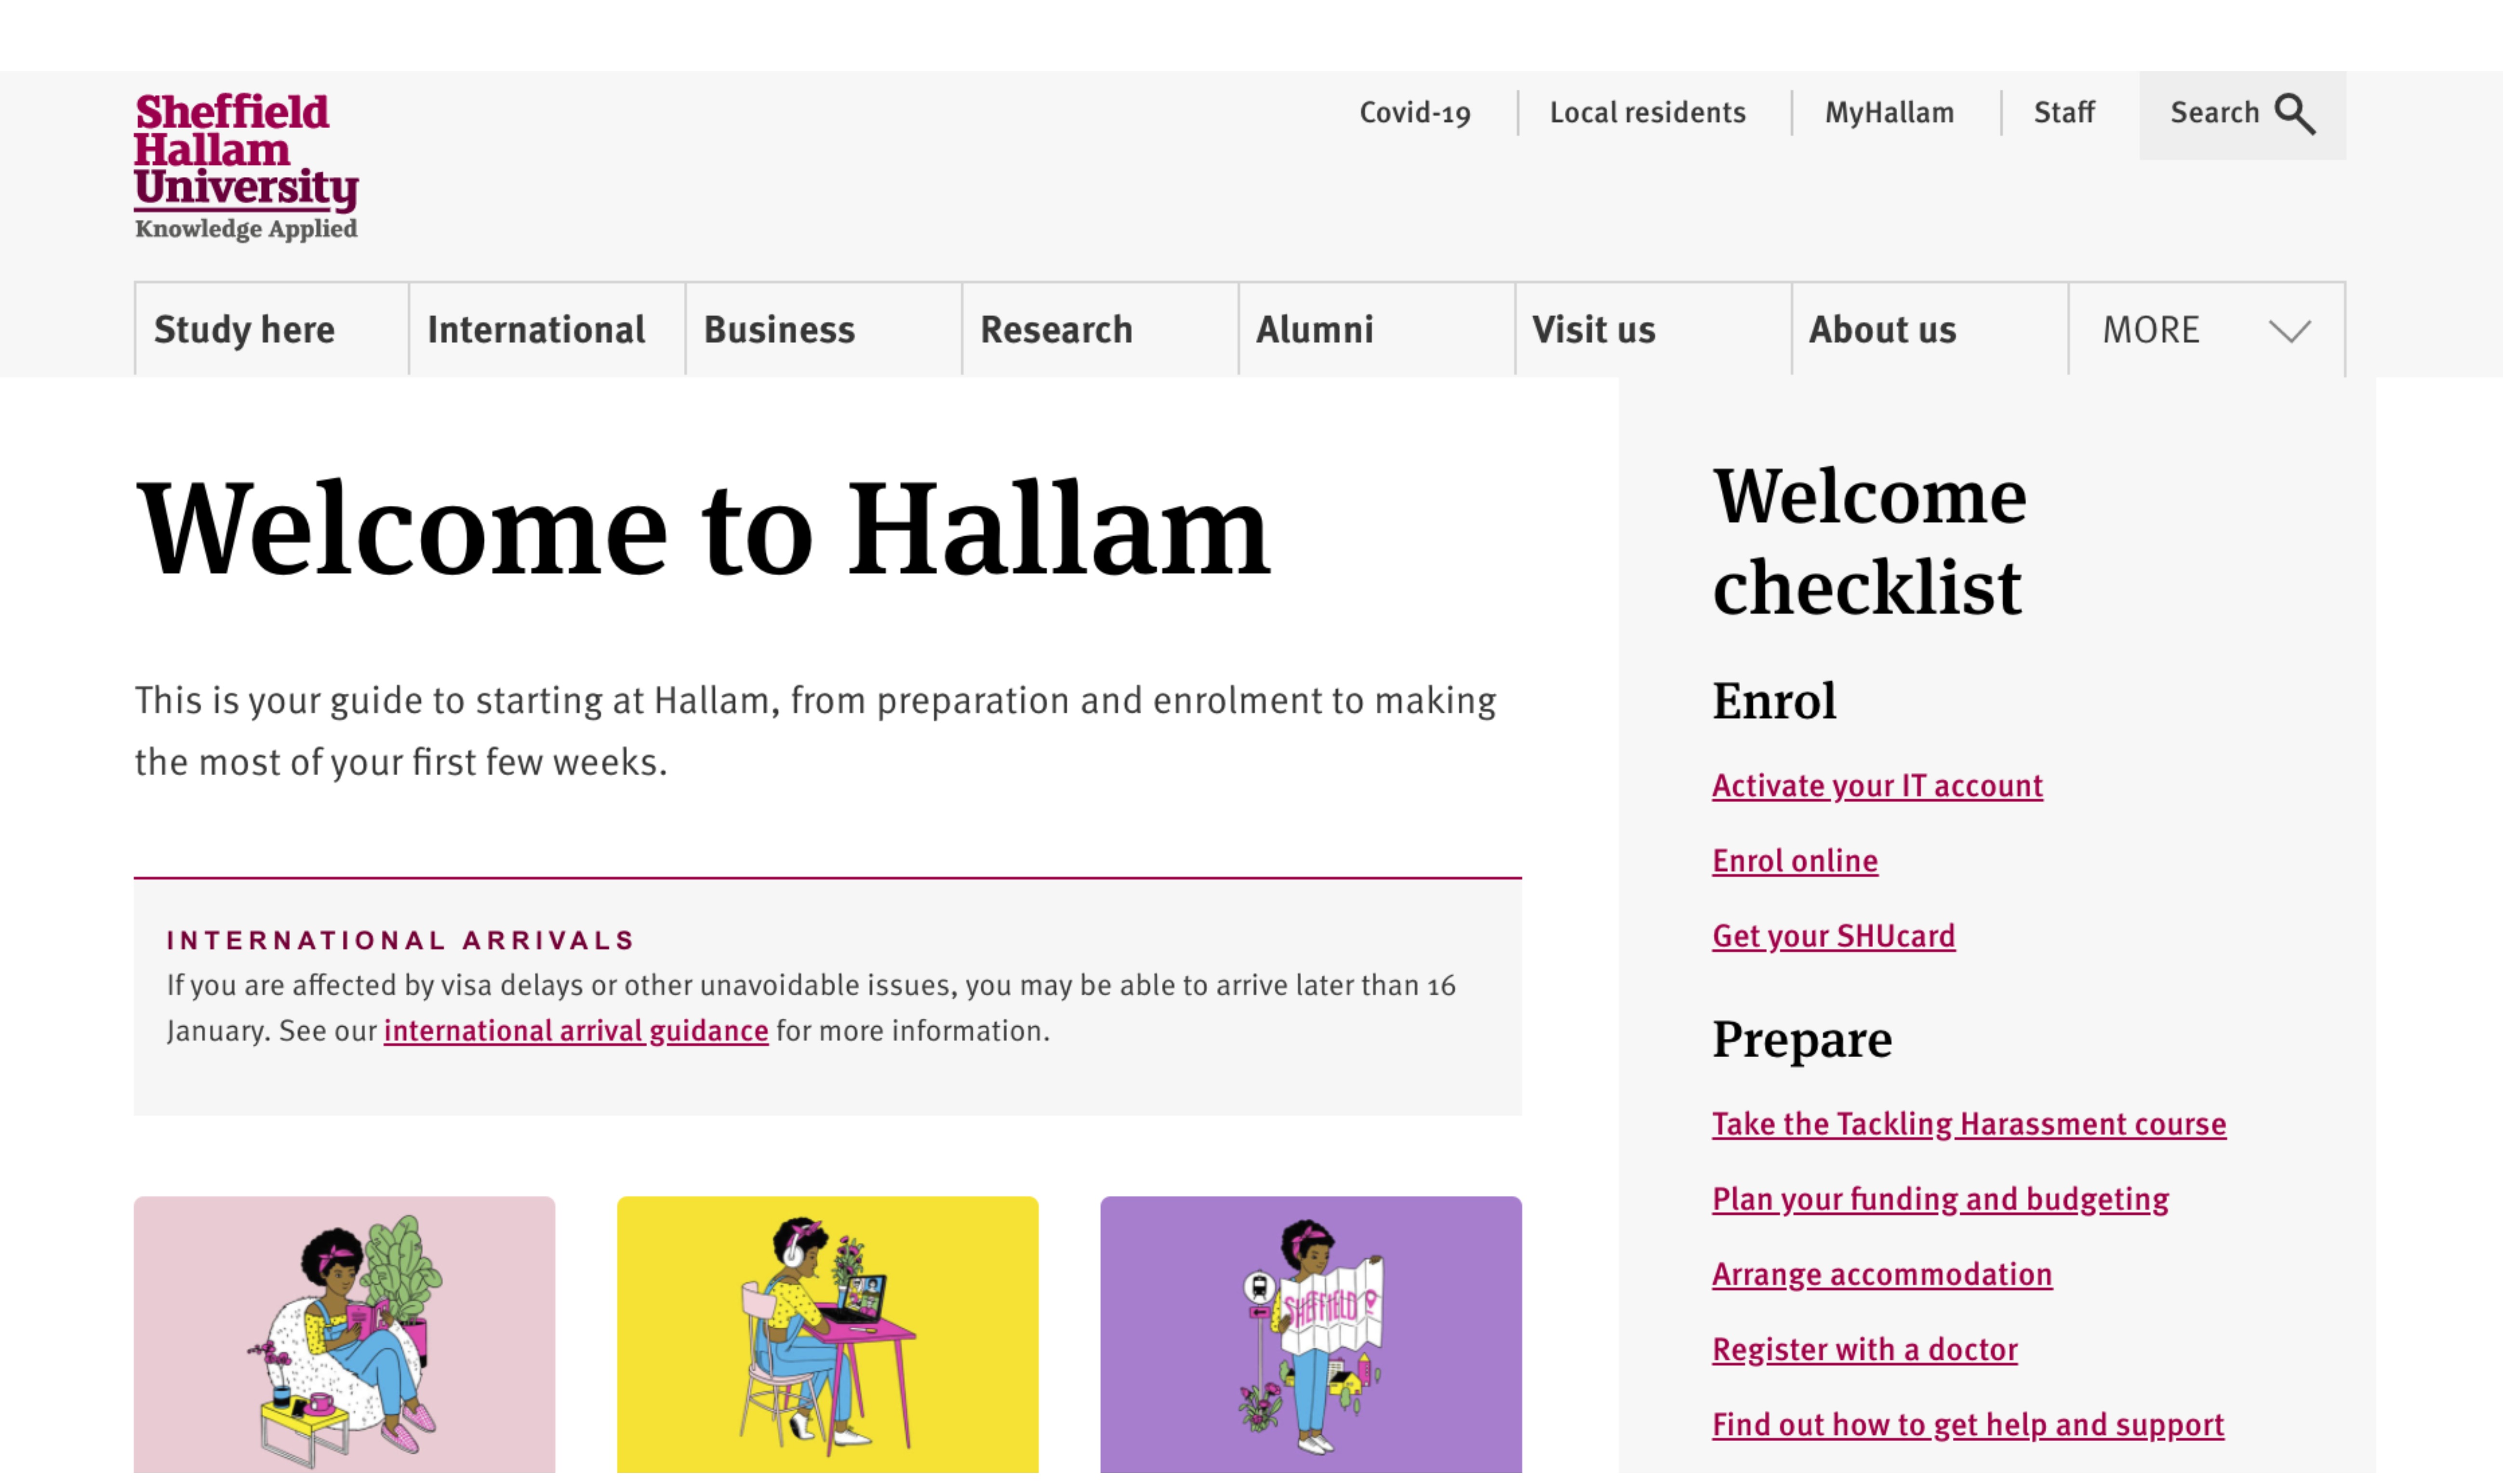 Sheffield
Hallam
University
Knowledge Applied
Covid-19
Local residents
MyHallam
Staff
Search
Study here
International
Business
Research
Alumni
Visit us
About us
MORE
Welcome to Hallam
This is your guide to starting at Hallam, from preparation and enrolment to making
the most of your first few weeks.
INTERNATIONAL ARRIVALS
If you are affected by visa delays or other unavoidable issues, you may be able to arrive later than 16
January. See our international arrival guidance for more information.
SHEFFIELD
Welcome
checklist
Enrol
Activate your IT account
Enrol online
Get your SHUcard
Prepare
Take the Tackling Harassment course
Plan your funding and budgeting
Arrange accommodation
Register with a doctor
Find out how to get help and support